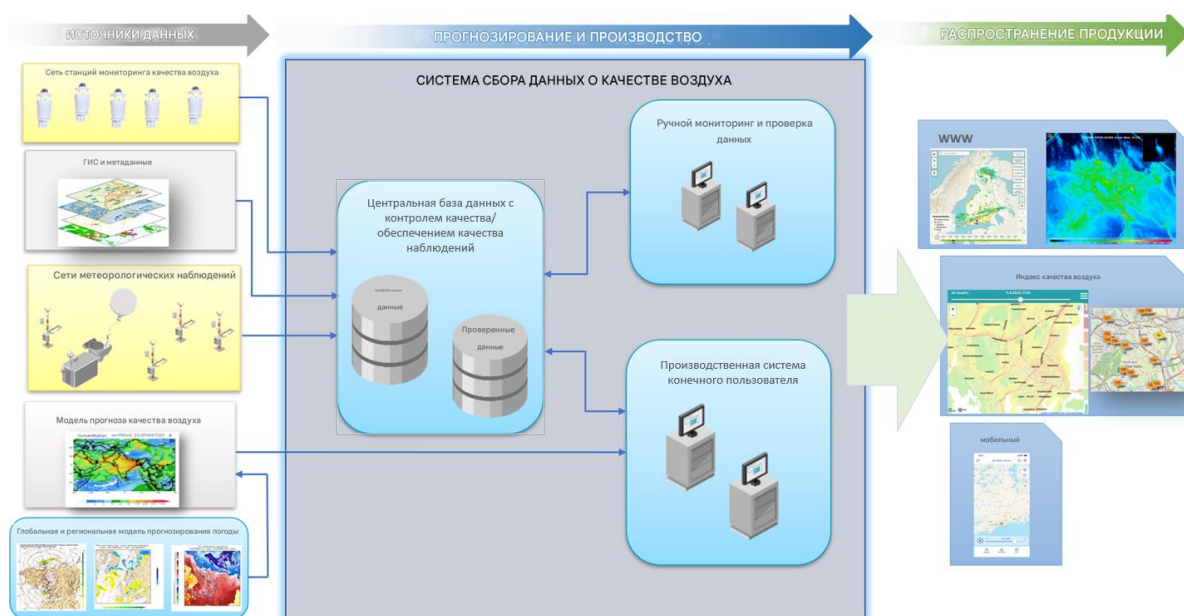 ИСТОЧНИКИ ДАННЫХ
ПРОГНОЗИРОВАНИЕ И ПРОИЗВОДСТВО
РАСПРОСТРАНЕНИЕ ПРОДУКЦИИ
Сеть станций мониторинга качества воздуха
ГИС и метаданные
Сети метеорологических наблюдений
Модель прогноза качества воздуха
Глобальная и региональная модель прогнозирования погоды
СИСТЕМА СБОРА ДАННЫХ О КАЧЕСТВЕ ВОЗДУХА
Центральная база данных с
контролем качества/
обеспечением качества
наблюдений
данные
Проверенные
данные
Ручной мониторинг и проверка
данных
Производственная система
конечного пользователя
WWW
Индекс качества воздуха
мобильный